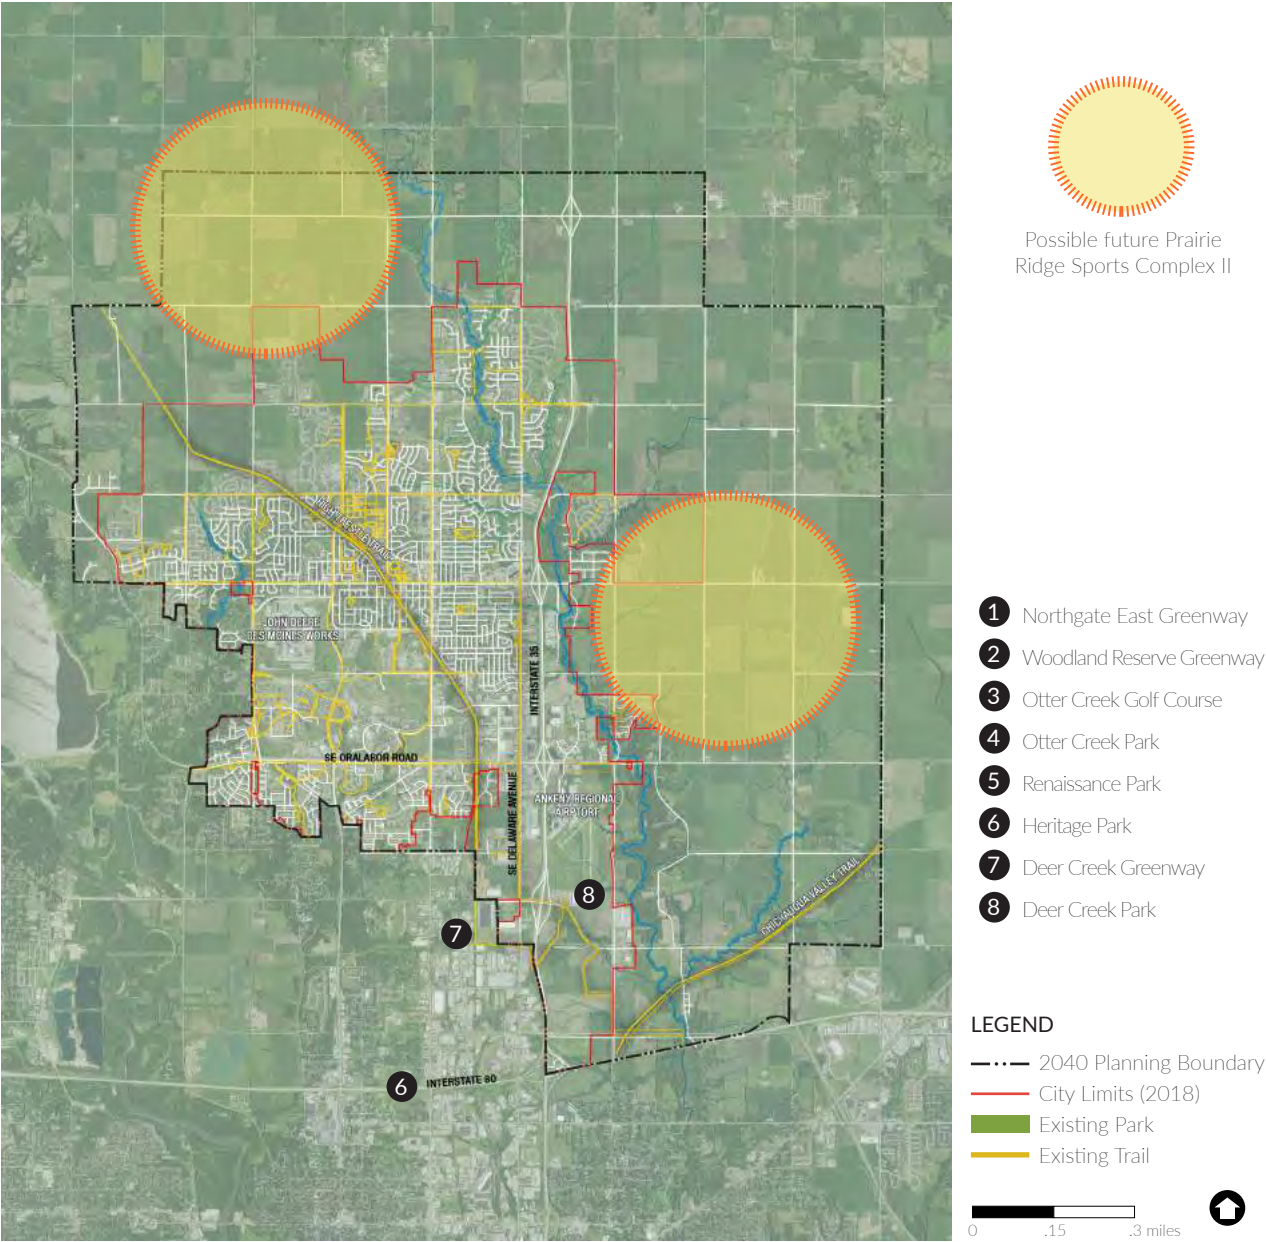 Possible future Prairie
Ridge Sports Complex II
HIGH TRESTLE TRAIL
JOHN DEERE
DES MOINES WORKS
INTERSTATE 35
SE ORALABOR ROAD
SE DELAWARE AVENUE
ANKENY REGIONAL
AIRPTORT
CHICHAQUA VALLEY TRAIL
8
7
6
INTERSTATE 80
1 Northgate East Greenway
2 Woodland Reserve Greenway
3 Otter Creek Golf Course
4 Otter Creek Park
5 Renaissance Park
6 Heritage Park
7 Deer Creek Greenway
8 Deer Creek Park
LEGEND
2040 Planning Boundary
City Limits (2018)
Existing Park
Existing Trail
0 .15 .3 miles